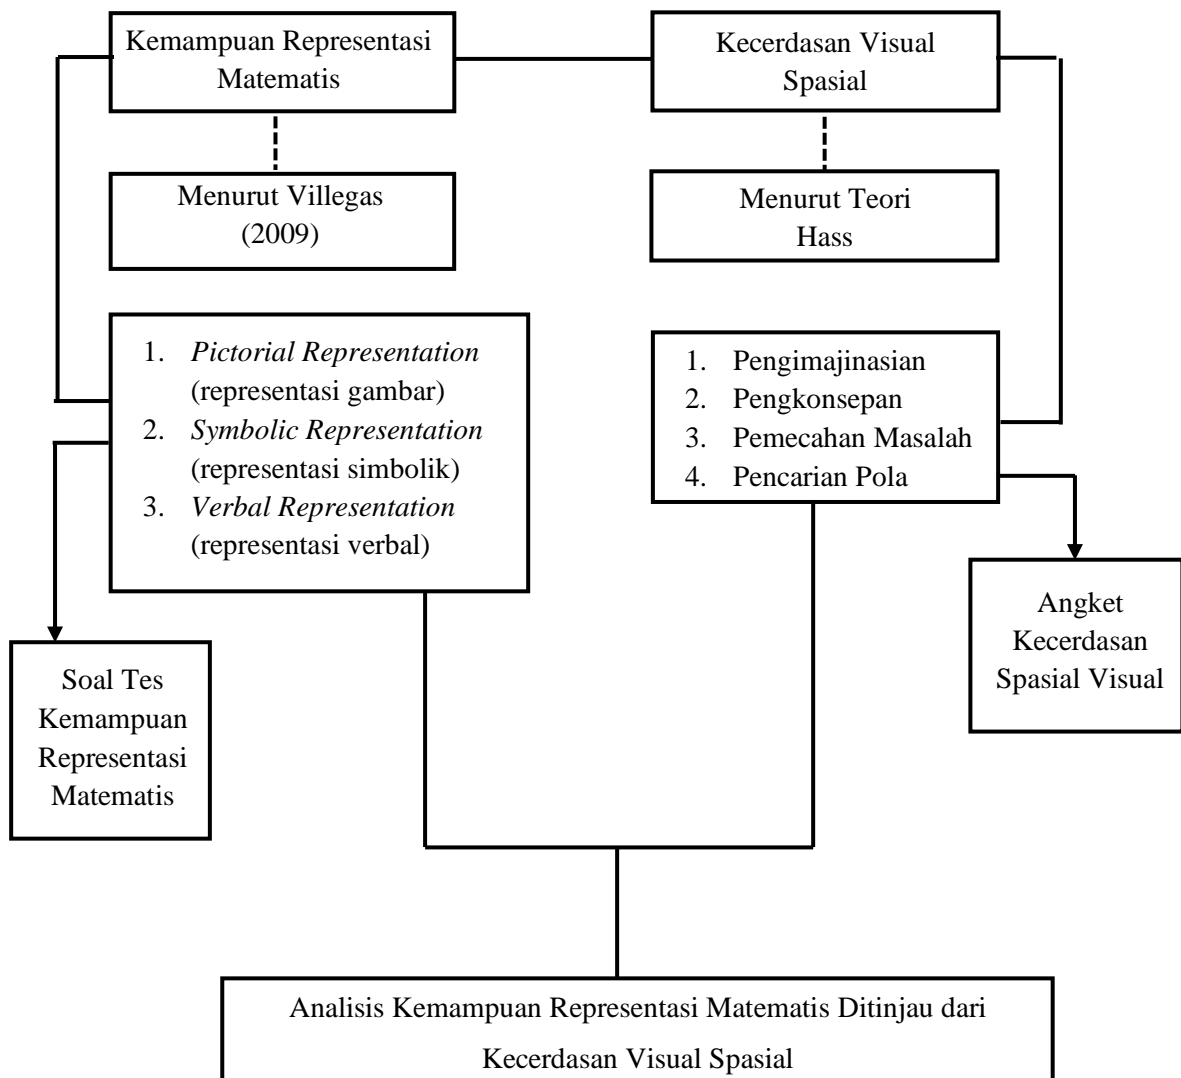 Kemampuan Representasi
Matematis
Kecerdasan Visual
Spasial
Menurut Villegas
(2009)
Menurut Teori
Hass
1. Pictorial Representation
(representasi gambar)
2. Symbolic Representation
(representasi simbolik)
3. Verbal Representation
(representasi verbal)
1. Pengimajinasian
2. Pengkonsepan
3. Pemecahan Masalah
4. Pencarian Pola
Soal Tes
Kemampuan
Representasi
Matematis
Angket
Kecerdasan
Spasial Visual
Analisis Kemampuan Representasi Matematis Ditinjau dari
Kecerdasan Visual Spasial